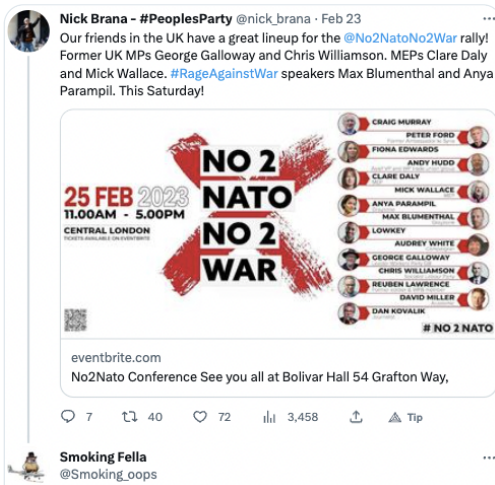 Nick Brana - #PeoplesParty @nick_brana · Feb 23
Our friends in the UK have a great lineup for the @No2NatoNo2War rally!
Former UK MPs George Galloway and Chris Williamson. MEPs Clare Daly
and Mick Wallace. #RageAgainstWar speakers Max Blumenthal and Anya
Parampil. This Saturday!
NO 2
NATO
NO 2
WAR
25 FEB 2023
11.00AM - 5.00PM
CENTRAL LONDON
TICKETS AVAILABLE ON EVENTBRITE
CRAIG MURRAY
PETER FORD
FIONA EDWARDS
ANDY HUDD
CLARE DALY
MICK WALLACE
ANYA PARAMPIL
MAX BLUMENTHAL
LOWKEY
AUDREY WHITE
GEORGE GALLOWAY
CHRIS WILLIAMSON
REUBEN LAWRENCE
DAVID MILLER
DAN KOVALIK
# NO 2 NATO
eventbrite.com
No2Nato Conference See you all at Bolivar Hall 54 Grafton Way,
7 40 72 3,458 Tip
Smoking Fella
@Smoking_oops